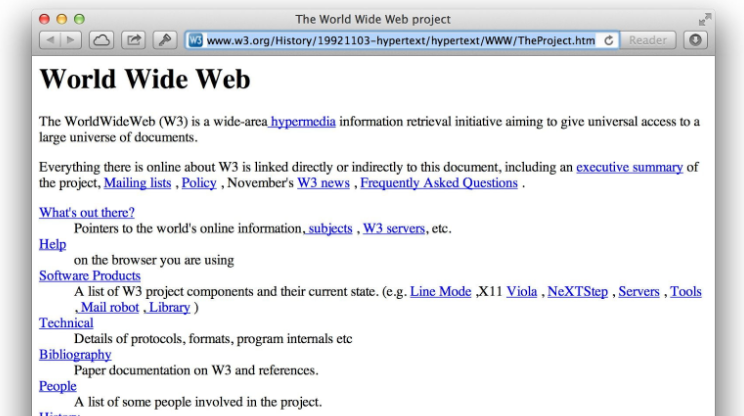 The World Wide Web project
W3 www.w3.org/History/19921103-hypertext/hypertext/WWW/TheProject.htm Reader
World Wide Web
The WorldWideWeb (W3) is a wide-area hypermedia information retrieval initiative aiming to give universal access to a
large universe of documents.
Everything there is online about W3 is linked directly or indirectly to this document, including an executive summary of
the project, Mailing lists , Policy , November's W3 news , Frequently Asked Questions .
What's out there?
Pointers to the world's online information, subjects , W3 servers, etc.
Help
on the browser you are using
Software Products
A list of W3 project components and their current state. (e.g. Line Mode ,X11 Viola , NeXTStep , Servers , Tools
, Mail robot , Library )
Technical
Details of protocols, formats, program internals etc
Bibliography
Paper documentation on W3 and references.
People
A list of some people involved in the project.